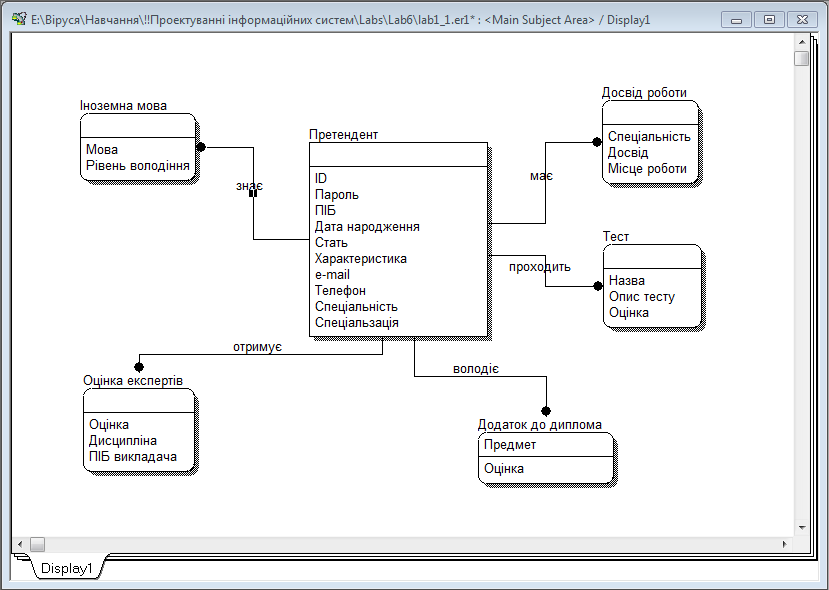 E:\Віруса\Навчання\!!Проектуванні інформаційних систем\Labs\Lab6\lab1_1.er1* : <Main Subject Area> / Display1
Іноземна мова
Мова
Рівень володіння
знає
Претендент
ID
Пароль
ПІБ
Дата народження
Стать
Характеристика
e-mail
Телефон
Спеціальність
Спеціальзація
Досвід роботи
Спеціальність
Досвід
Місце роботи
має
Тест
Назва
Опис тесту
Оцінка
проходить
отримує
Оцінка експертів
Оцінка
Дисципліна
ПІБ викладача
володіє
Додаток до диплома
Предмет
Оцінка
Display1